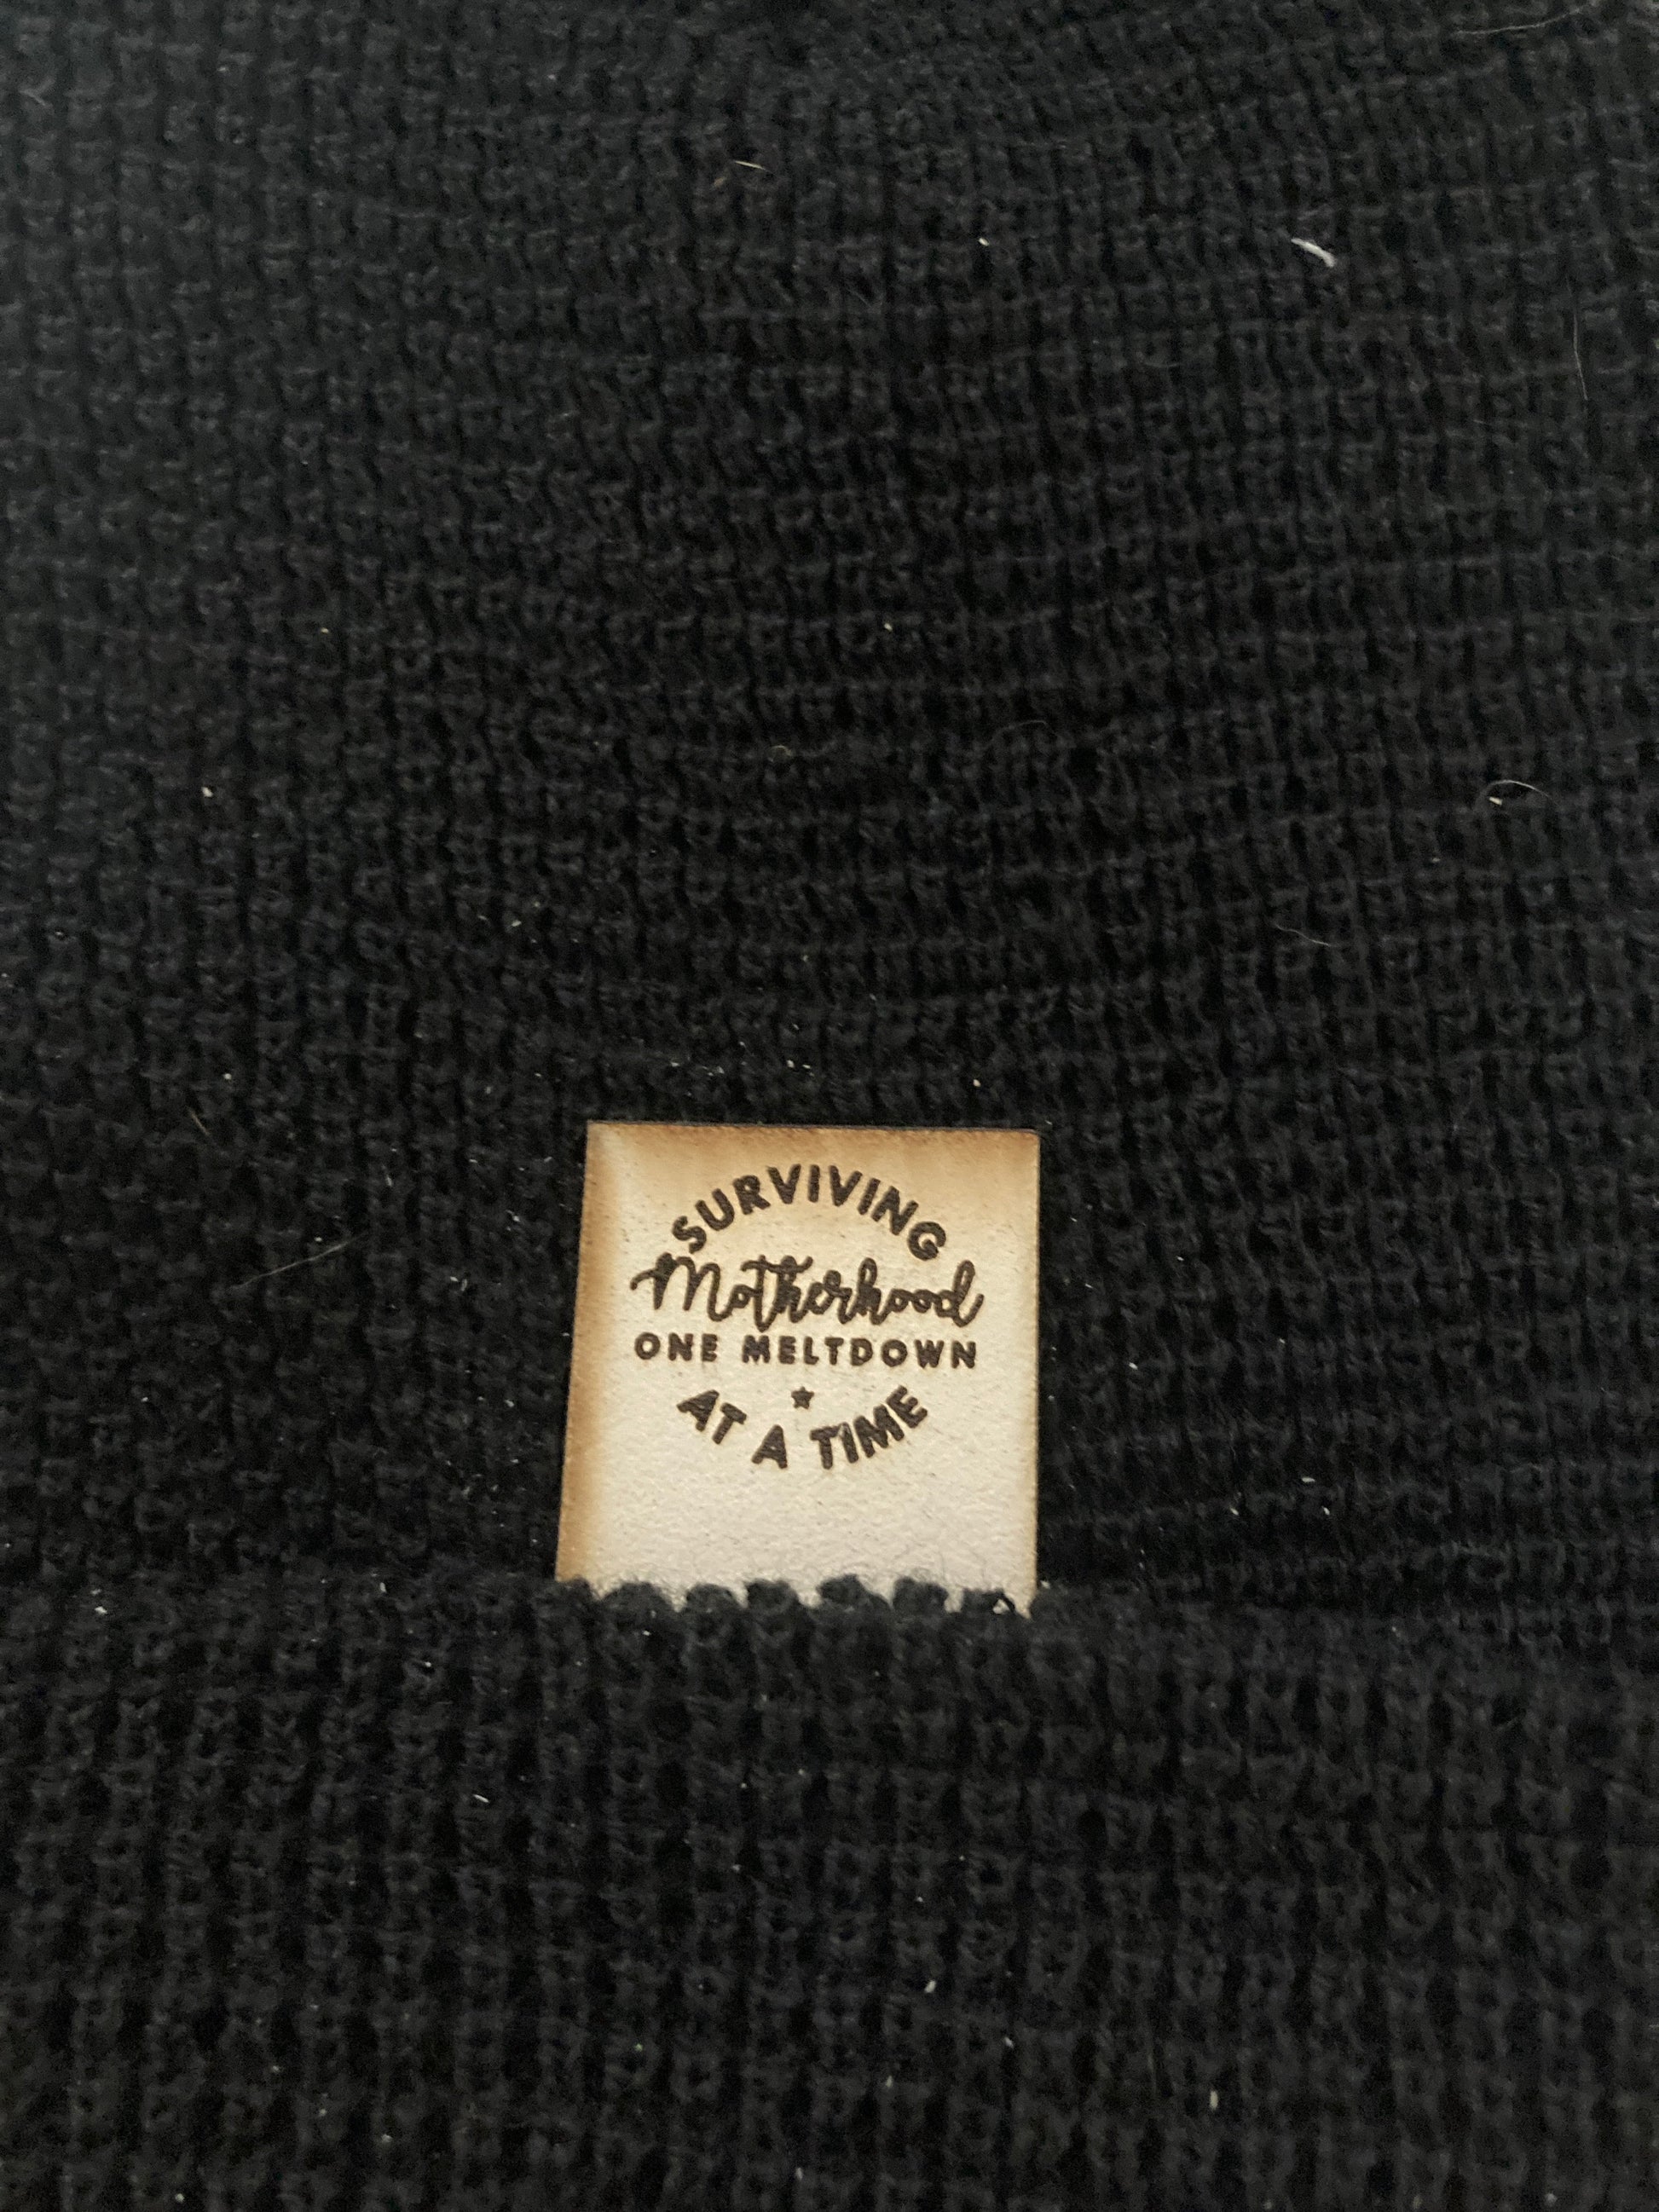 SURVIVING
Motherhood
ONE MELTDOWN
AT A TIME